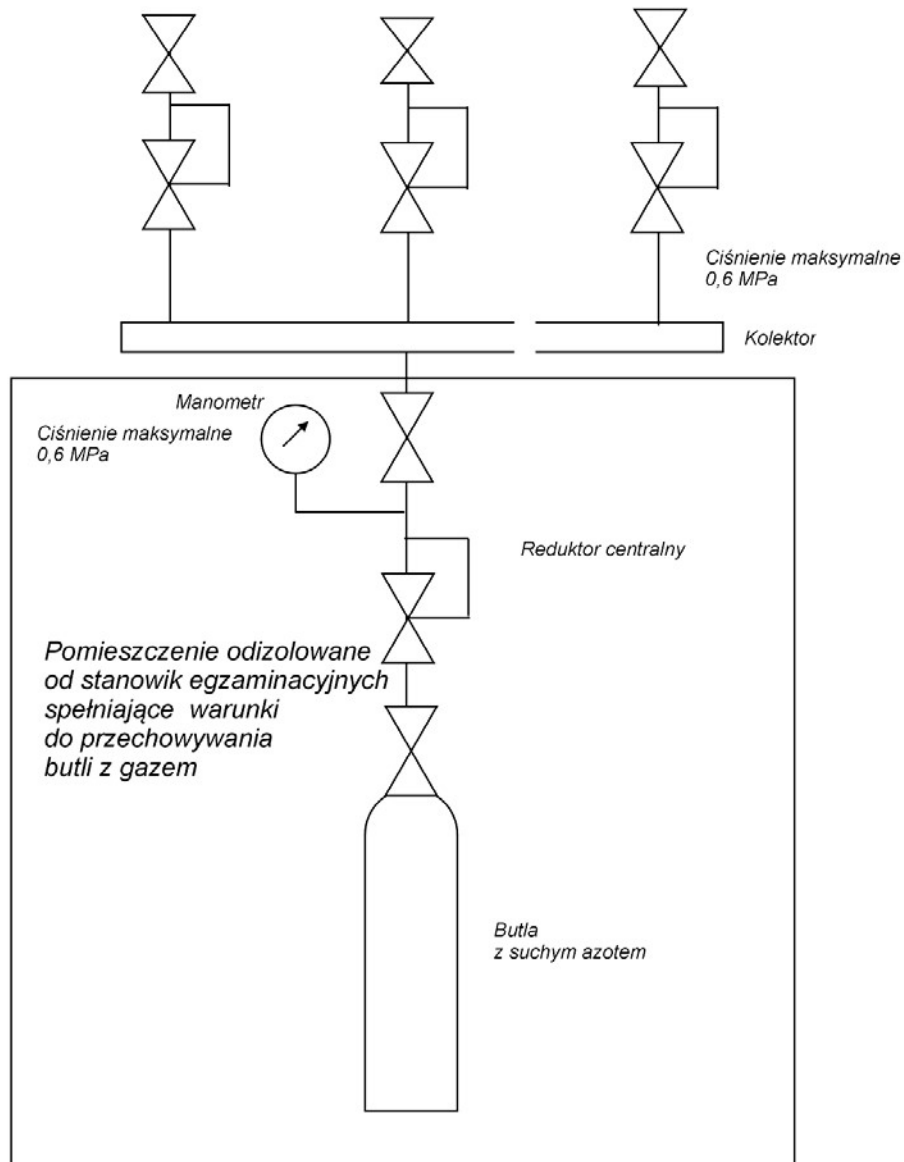 Ciśnienie maksymalne
0,6 MPa
Kolektor
Manometr
Ciśnienie maksymalne
0,6 MPa
Reduktor centralny
Pomieszczenie odizolowane
od stanowik egzaminacyjnych
spełniające warunki
do przechowywania
butli z gazem
Butla
z suchym azotem